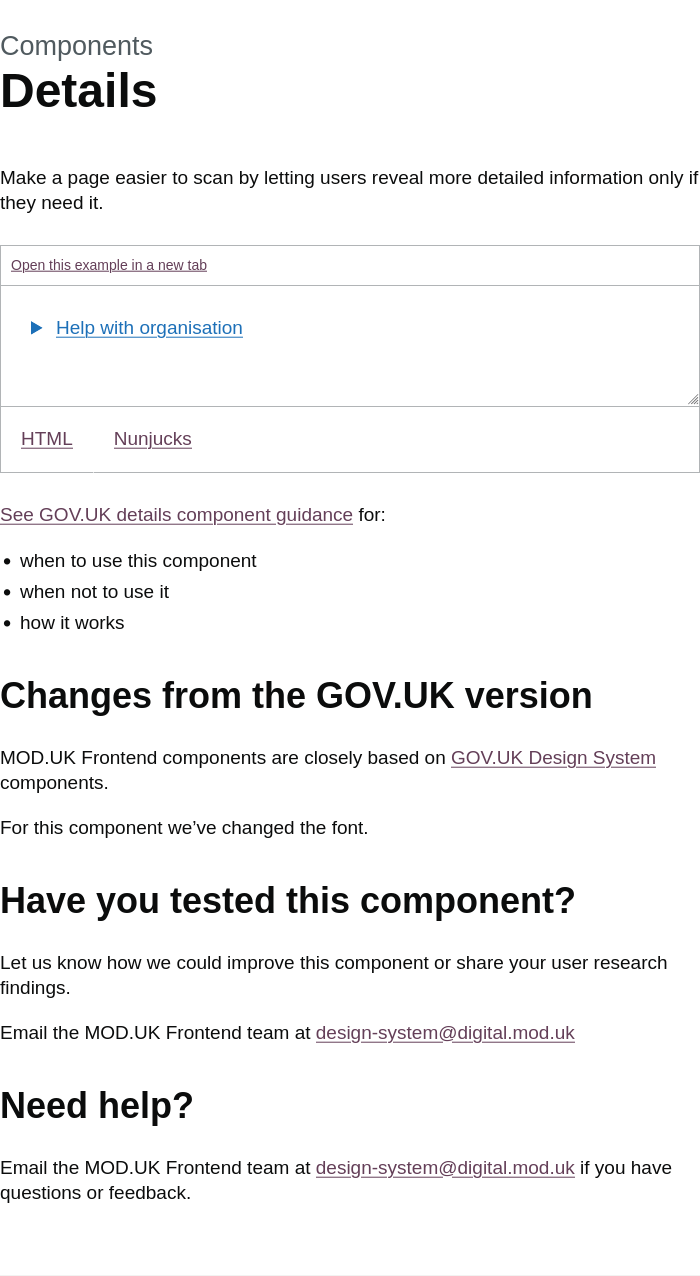 Components
Details
Make a page easier to scan by letting users reveal more detailed information only if
they need it.
Open this example in a new tab
Help with organisation
HTML Nunjucks
See GOV.UK details component guidance for:
• when to use this component
• when not to use it
• how it works
Changes from the GOV.UK version
MOD.UK Frontend components are closely based on GOV.UK Design System
components.
For this component we’ve changed the font.
Have you tested this component?
Let us know how we could improve this component or share your user research
findings.
Email the MOD.UK Frontend team at design-system@digital.mod.uk
Need help?
Email the MOD.UK Frontend team at design-system@digital.mod.uk if you have
questions or feedback.